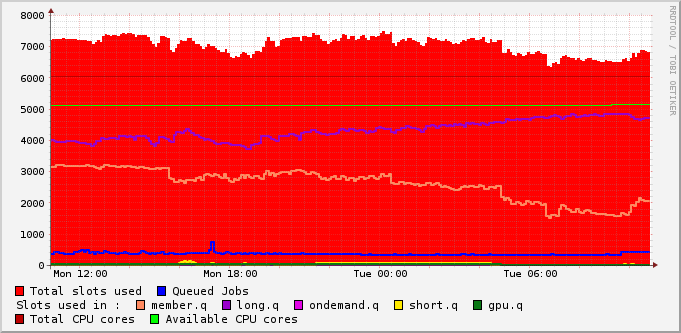 8000
7000
6000
5000
4000
3000
2000
1000
0
Mon 12:00 Mon 18:00 Tue 00:00 Tue 06:00
RRDTOOL / TOBI OETIKER
Total slots used Queued Jobs
Slots used in : member.q long.q ondemand.q short.q gpu.q
Total CPU cores Available CPU cores